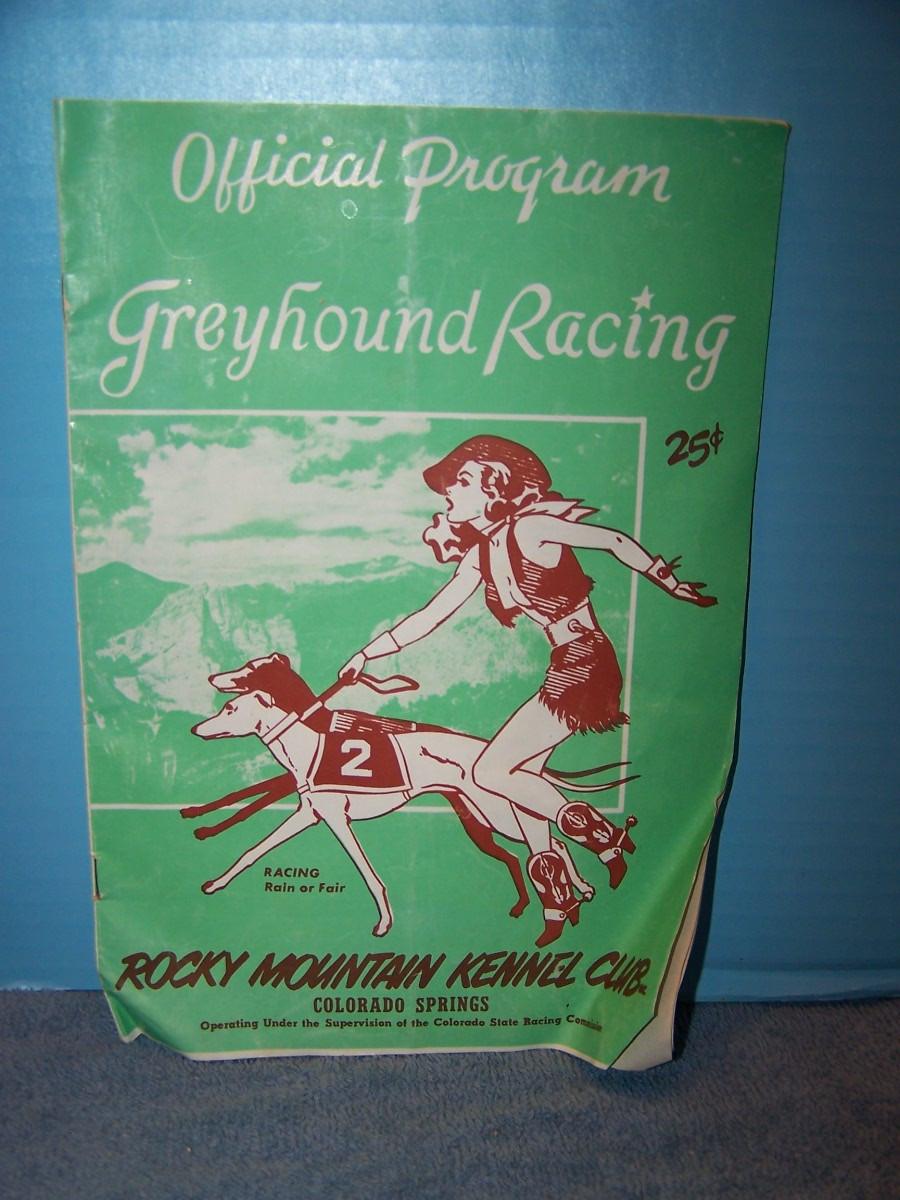 Official Program
Greyhound Racing
25¢
2
RACING
Rain or Fair
ROCKY MOUNTAIN KENNEL CLUB
COLORADO SPRINGS
Operating Under the Supervision of the Colorado State Racing